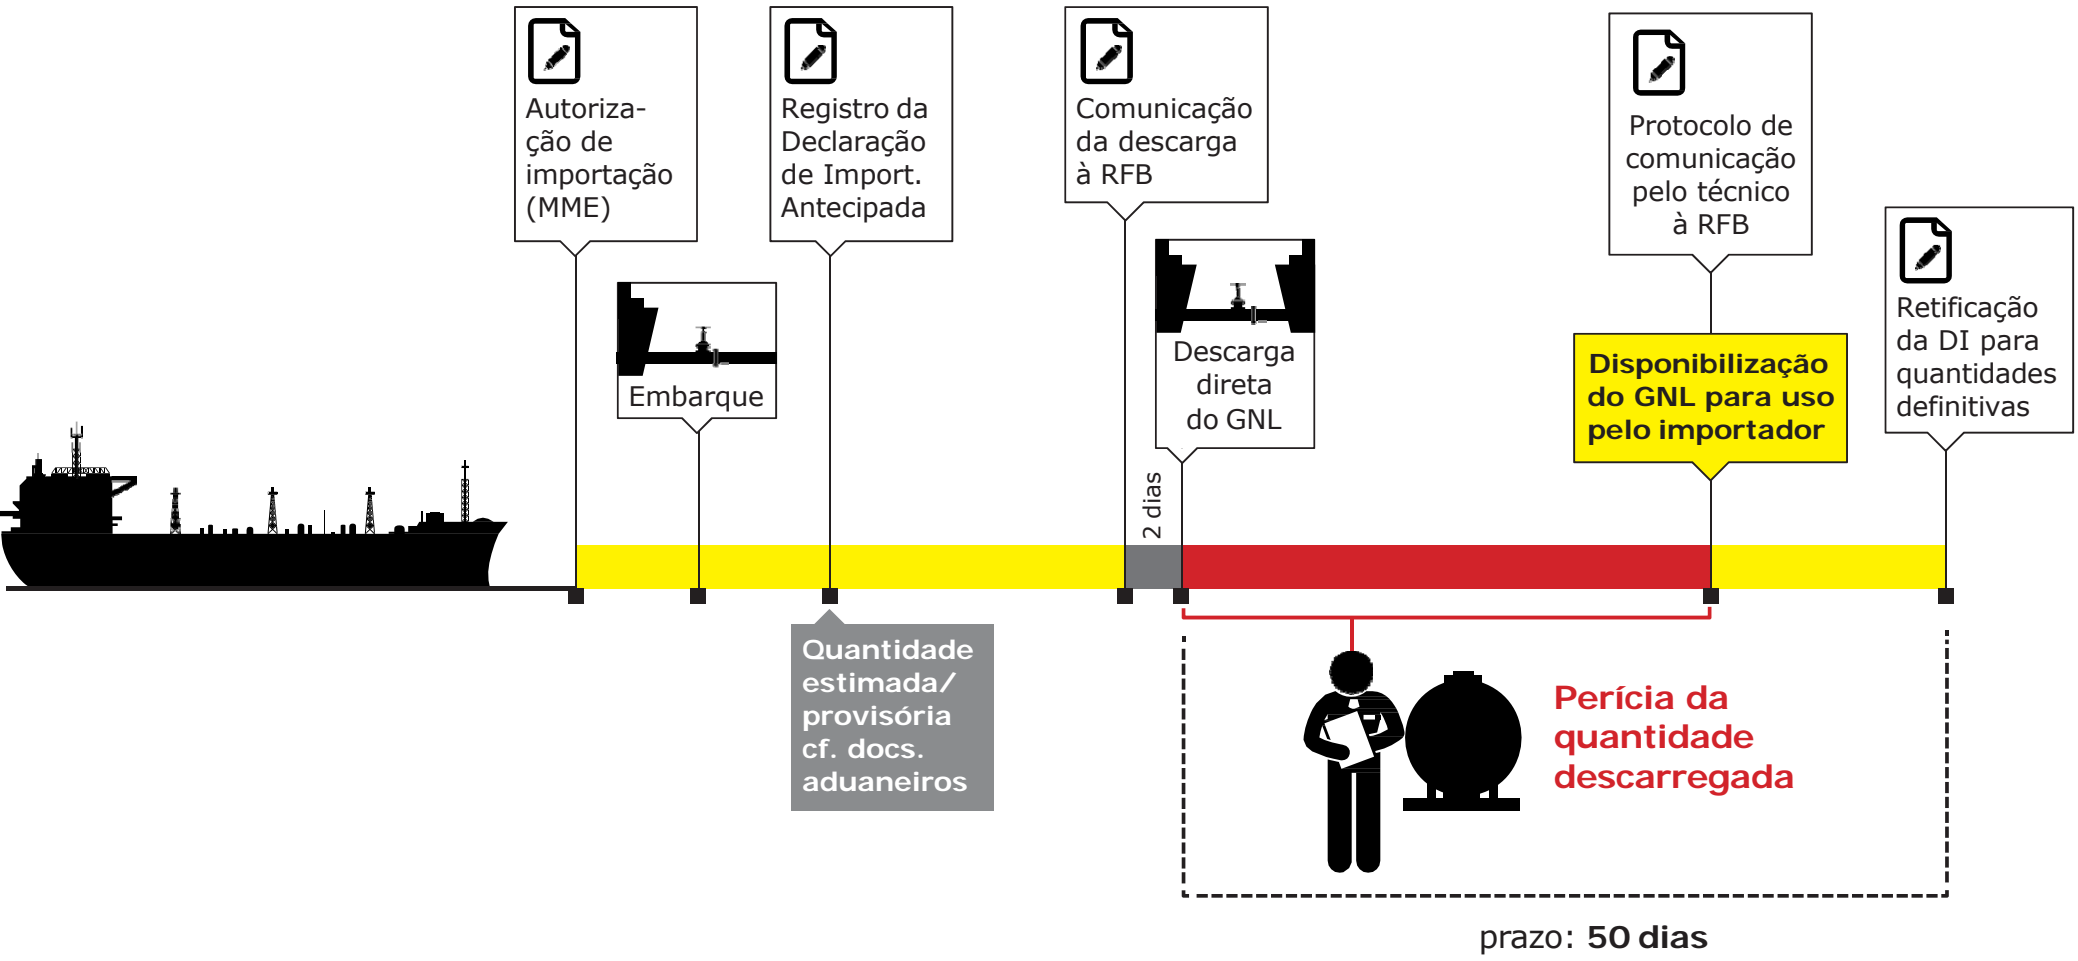 Autoriza-
ção de
importação
(MME)
Embarque
Registro da
Declaração
de Import.
Antecipada
Quantidade
estimada/
provisória
cf. docs.
aduaneiros
Comunicação
da descarga
à RFB
2 dias
Descarga
direta
do GNL
Perícia da
quantidade
descarregada
Protocolo de
comunicação
pelo técnico
à RFB
Disponibilização
do GNL para uso
pelo importador
Retificação
da DI para
quantidades
definitivas
prazo: 50 dias